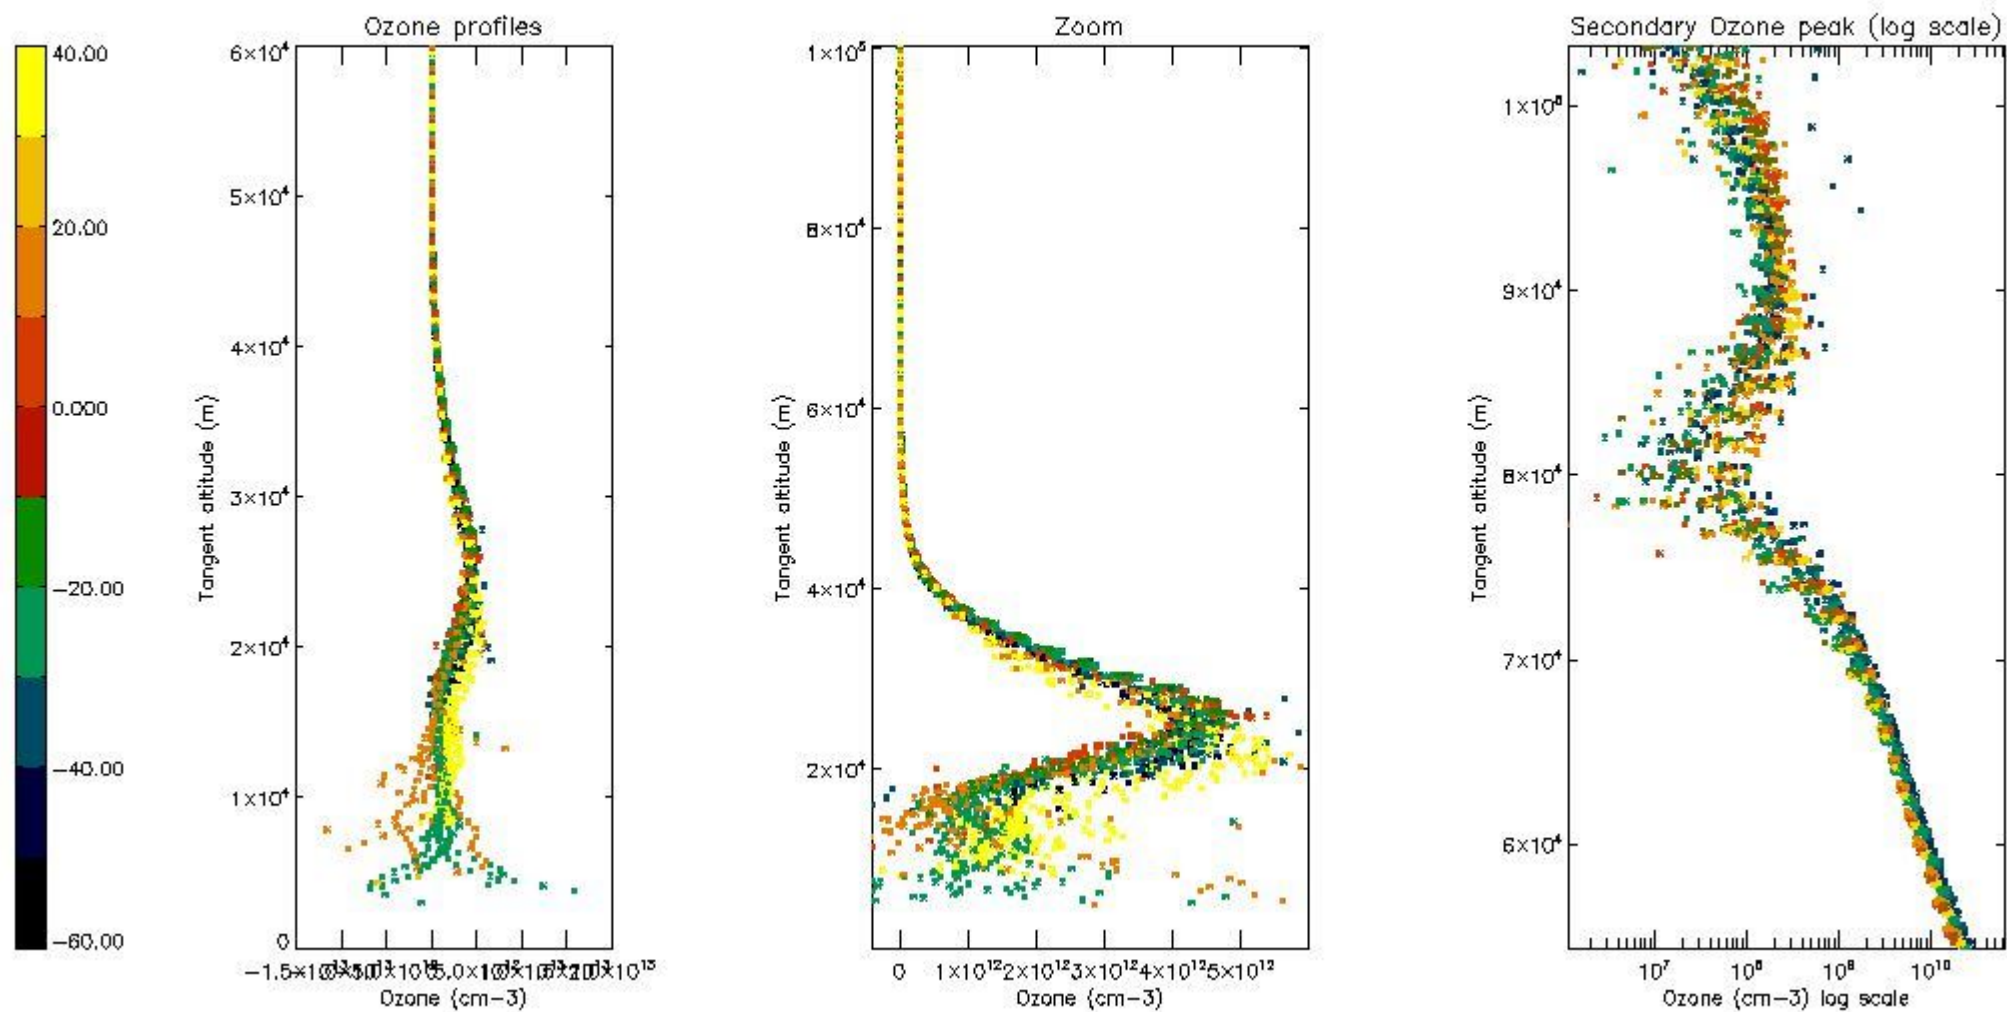 Ozone profiles
Zoom
Secondary Ozone peak (log scale)
40.00
20.00
0.000
−20.00
−40.00
−60.00
6×10⁴
5×10⁴
4×10⁴
3×10⁴
2×10⁴
1×10⁴
0
Tangent altitude (m)
Ozone (cm−3)
1×10⁵
8×10⁴
6×10⁴
4×10⁴
2×10⁴
Tangent altitude (m)
0 1×10¹² 2×10¹² 3×10¹² 4×10¹² 5×10¹²
Ozone (cm−3)
1×10⁵
9×10⁴
8×10⁴
7×10⁴
6×10⁴
Tangent altitude (m)
10⁷ 10⁸ 10⁹ 10¹⁰
Ozone (cm−3) log scale